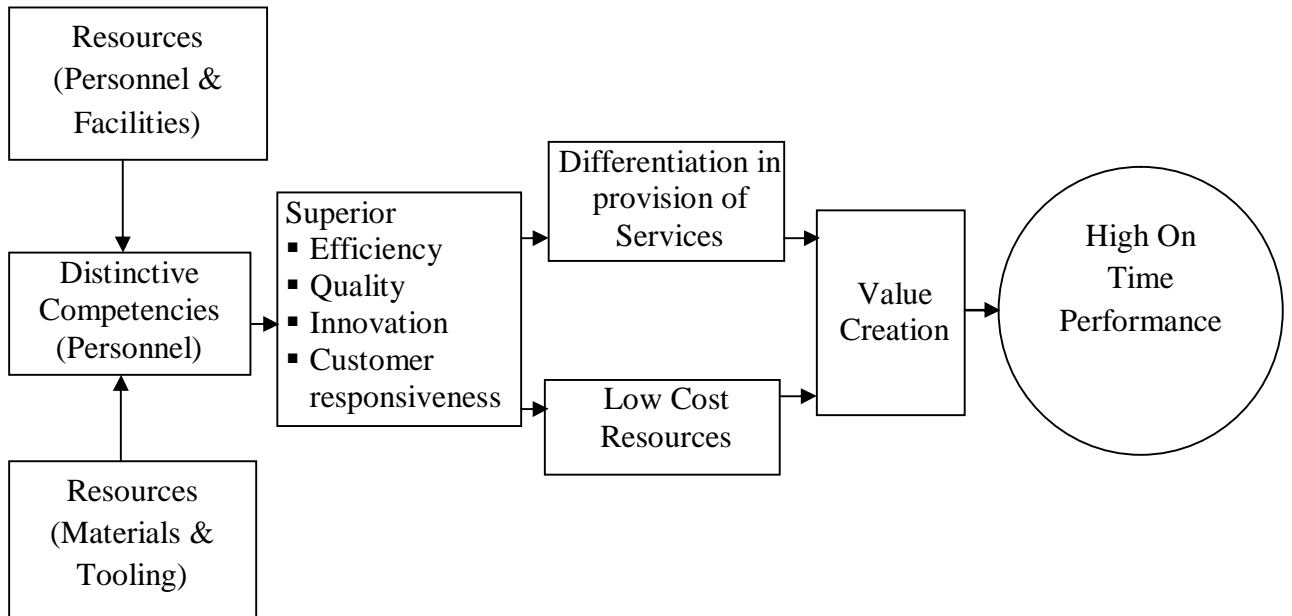 Resources
(Personnel &
Facilities)
Distinctive
Competencies
(Personnel)
Resources
(Materials &
Tooling)
Superior
▪ Efficiency
▪ Quality
▪ Innovation
▪ Customer
responsiveness
Differentiation in
provision of
Services
Low Cost
Resources
Value
Creation
High On
Time
Performance